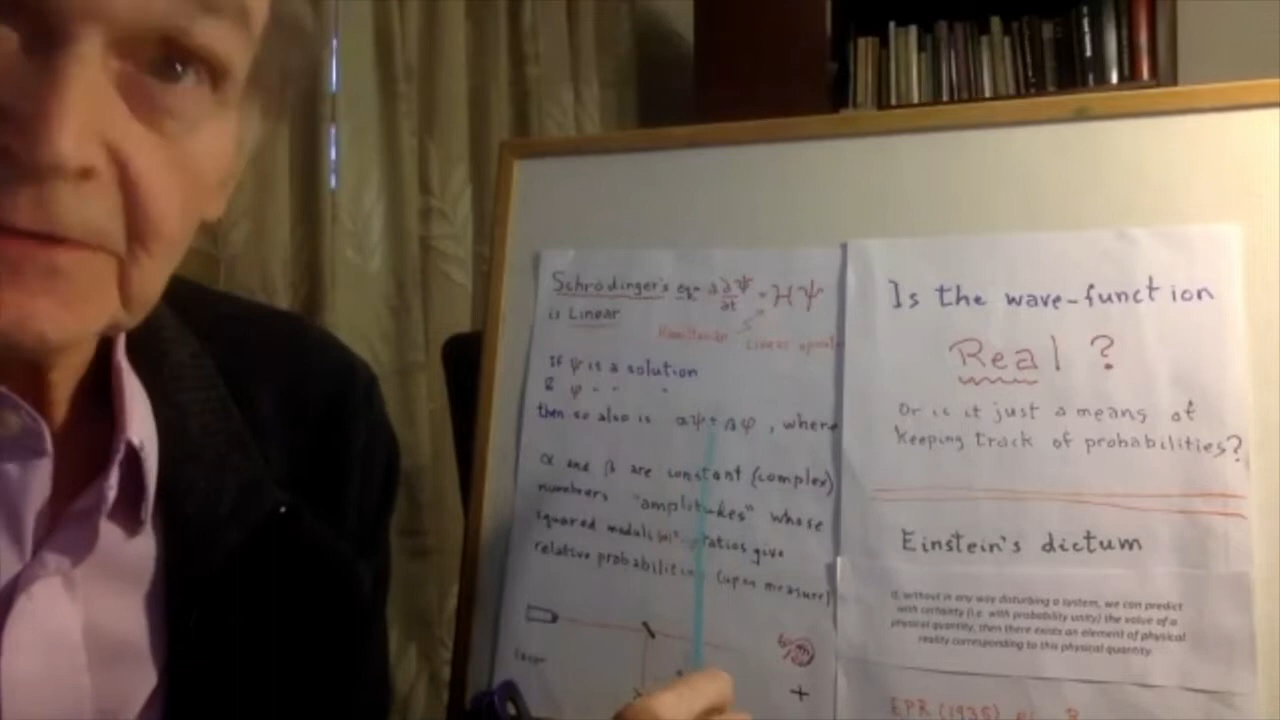 Schrödinger's eqn i ∂ψ/∂t = Hψ
is Linear
Hamiltonian Linear
If ψ is a solution
& φ " " "
then so also is αψ+βφ, where
α and β are constant (complex)
numbers "amplitudes" whose
squared moduli ratios give
relative probabilities (upon measure)
laser
+
Is the wave-function
Real?
Or is it just a means of
keeping track of probabilities?
Einstein's dictum
If, without in any way disturbing a system, we can predict
with certainty (i.e. with probability unity) the value of a
physical quantity, then there exists an element of physical
reality corresponding to this physical quantity.
EPR (1935)